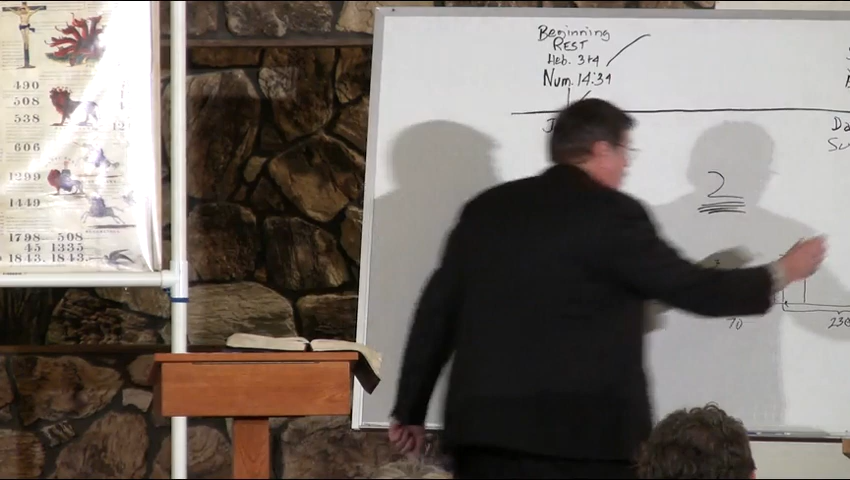 490
508
538
606
1299
1449
1798 508
45 1335
1843. 1843.
Beginning
REST
Heb. 3+4
Num. 14:34
2
70